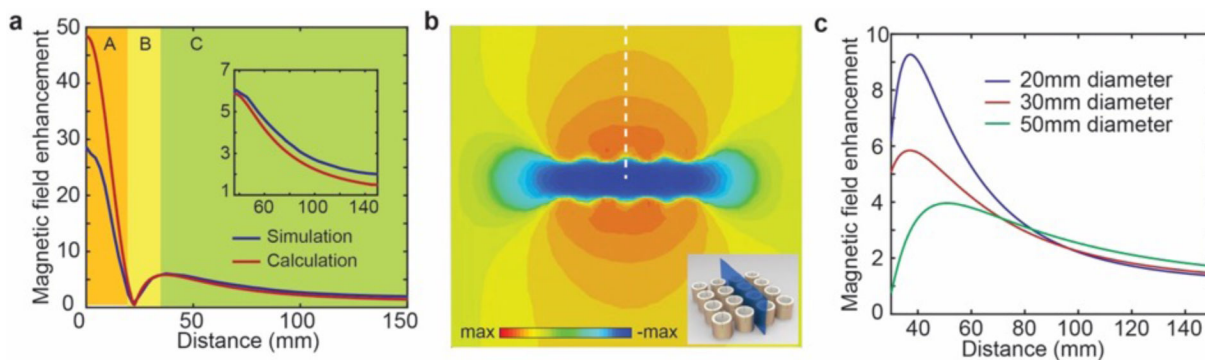 a
50
40
30
20
10
0
A B C
7
5
3
1
60 100 140
Simulation
Calculation
0 50 100 150
Magnetic field enhancement
Distance (mm)
b
max -max
c
10
8
6
4
2
0
20mm diameter
30mm diameter
50mm diameter
40 60 80 100 120 140
Magnetic field enhancement
Distance (mm)